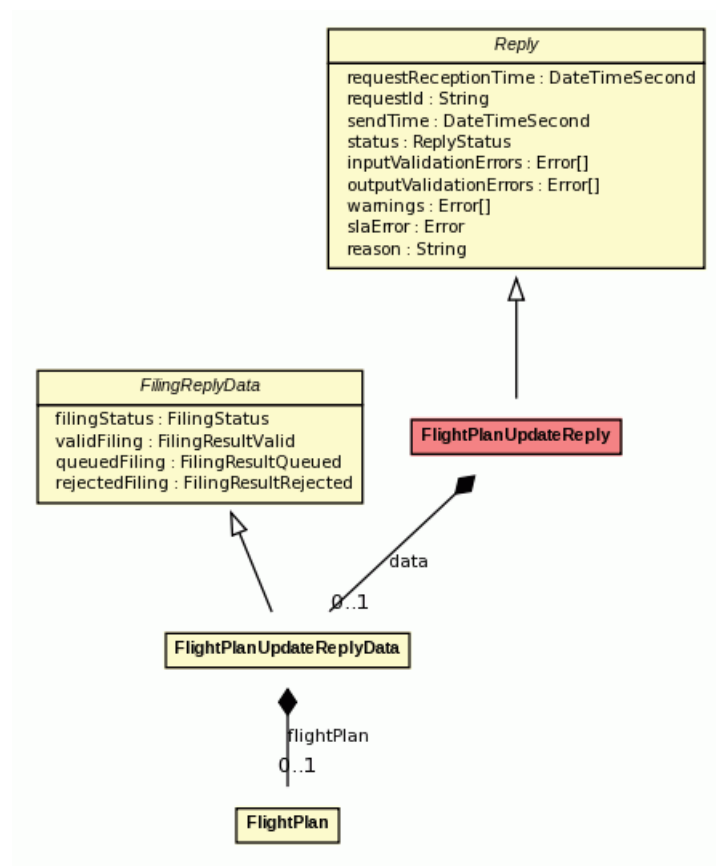 Reply
requestReceptionTime : DateTimeSecond
requestId : String
sendTime : DateTimeSecond
status : ReplyStatus
inputValidationErrors : Error[]
outputValidationErrors : Error[]
warnings : Error[]
slaError : Error
reason : String
FilingReplyData
filingStatus : FilingStatus
validFiling : FilingResultValid
queuedFiling : FilingResultQueued
rejectedFiling : FilingResultRejected
FlightPlanUpdateReply
data
0..1
FlightPlanUpdateReplyData
flightPlan
0..1
FlightPlan